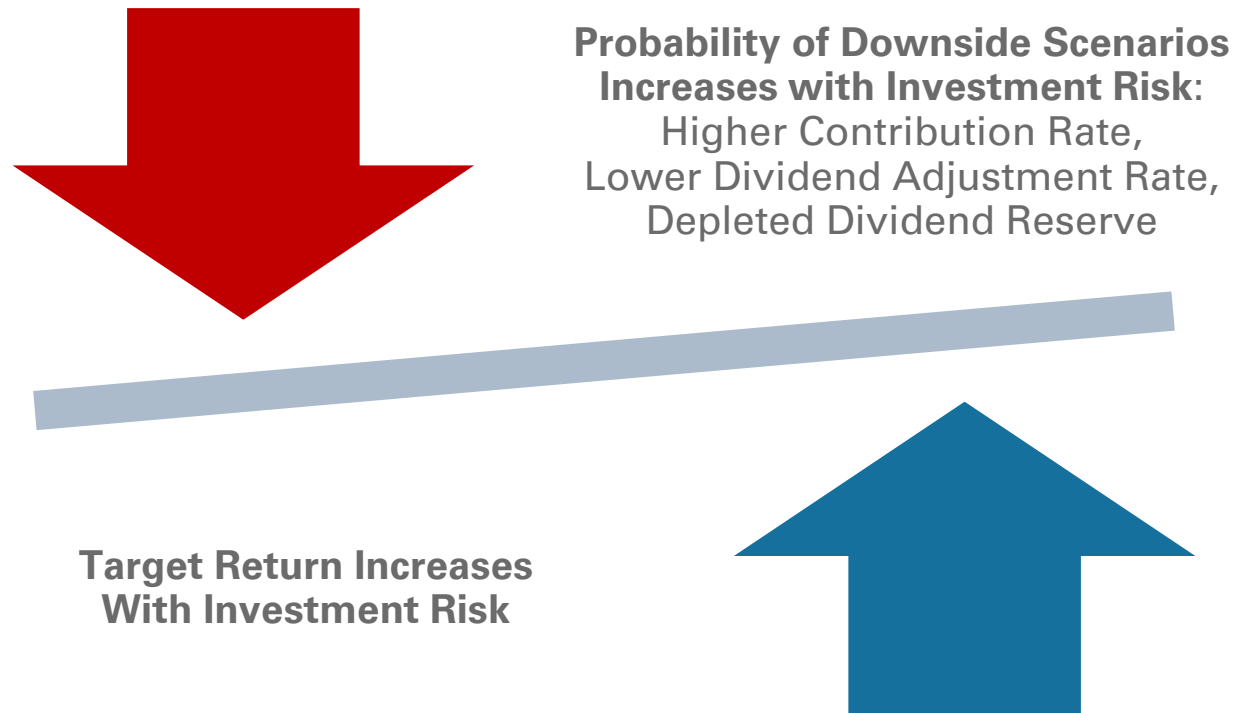 Probability of Downside Scenarios
Increases with Investment Risk:
Higher Contribution Rate,
Lower Dividend Adjustment Rate,
Depleted Dividend Reserve
Target Return Increases
With Investment Risk